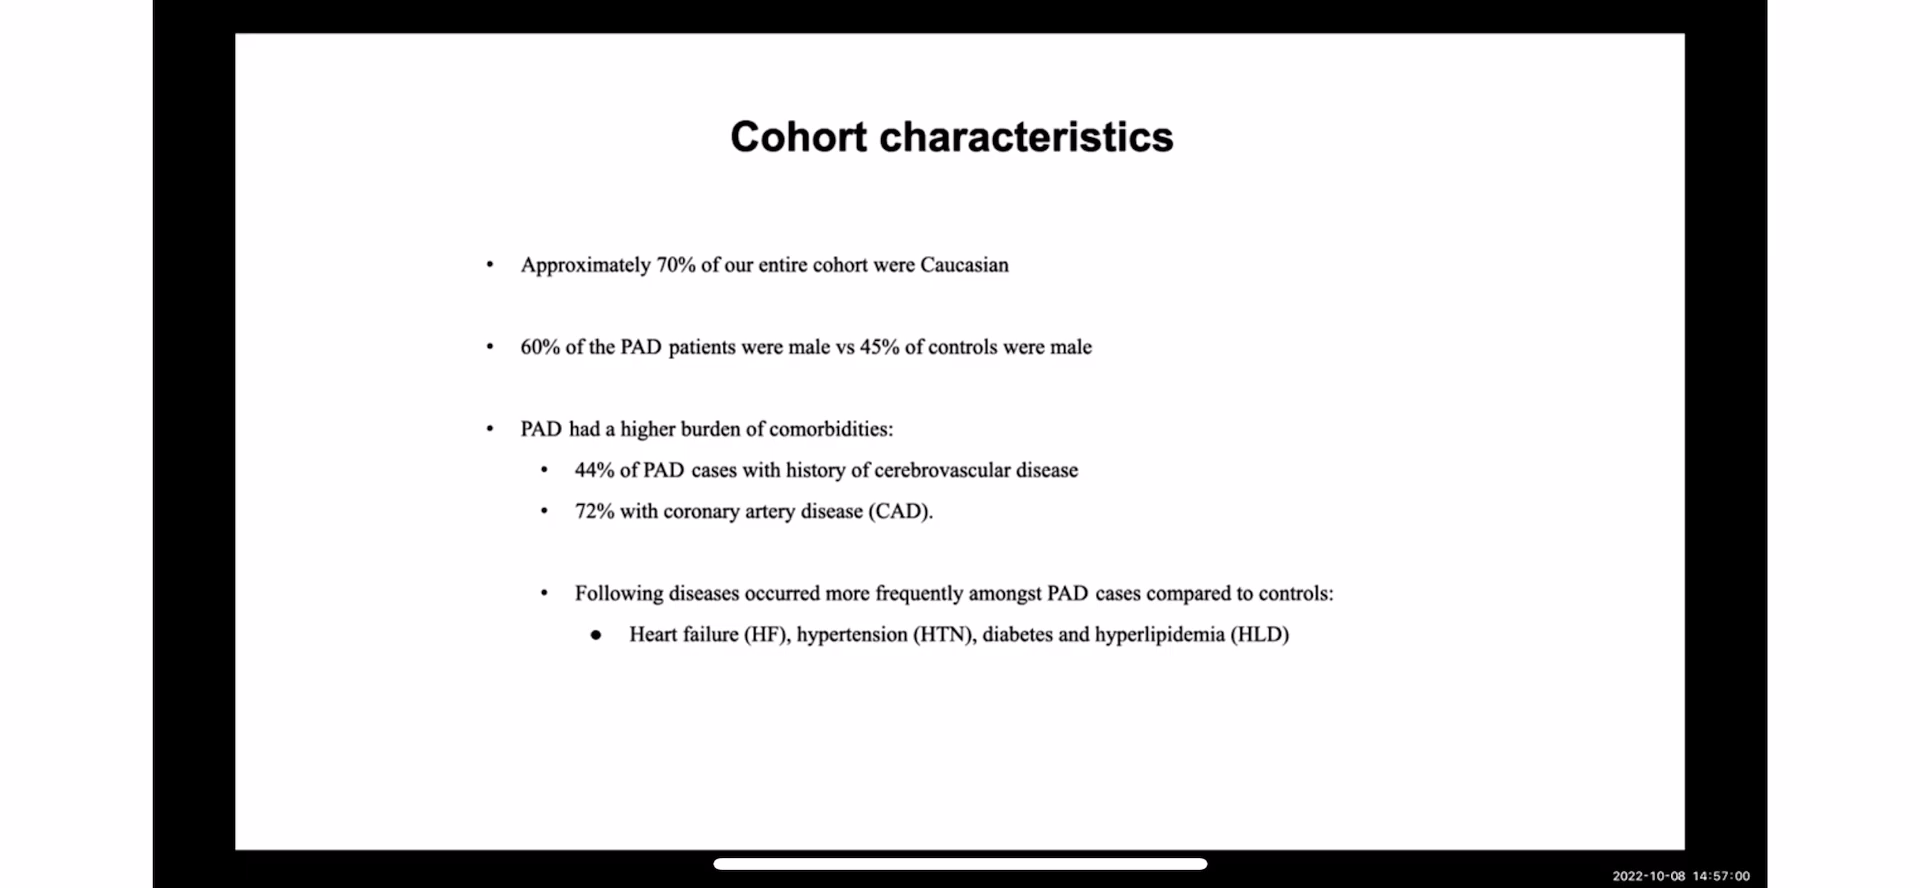 Cohort characteristics
• Approximately 70% of our entire cohort were Caucasian
• 60% of the PAD patients were male vs 45% of controls were male
• PAD had a higher burden of comorbidities:
• 44% of PAD cases with history of cerebrovascular disease
• 72% with coronary artery disease (CAD).
• Following diseases occurred more frequently amongst PAD cases compared to controls:
● Heart failure (HF), hypertension (HTN), diabetes and hyperlipidemia (HLD)
2022-10-08 14:57:00